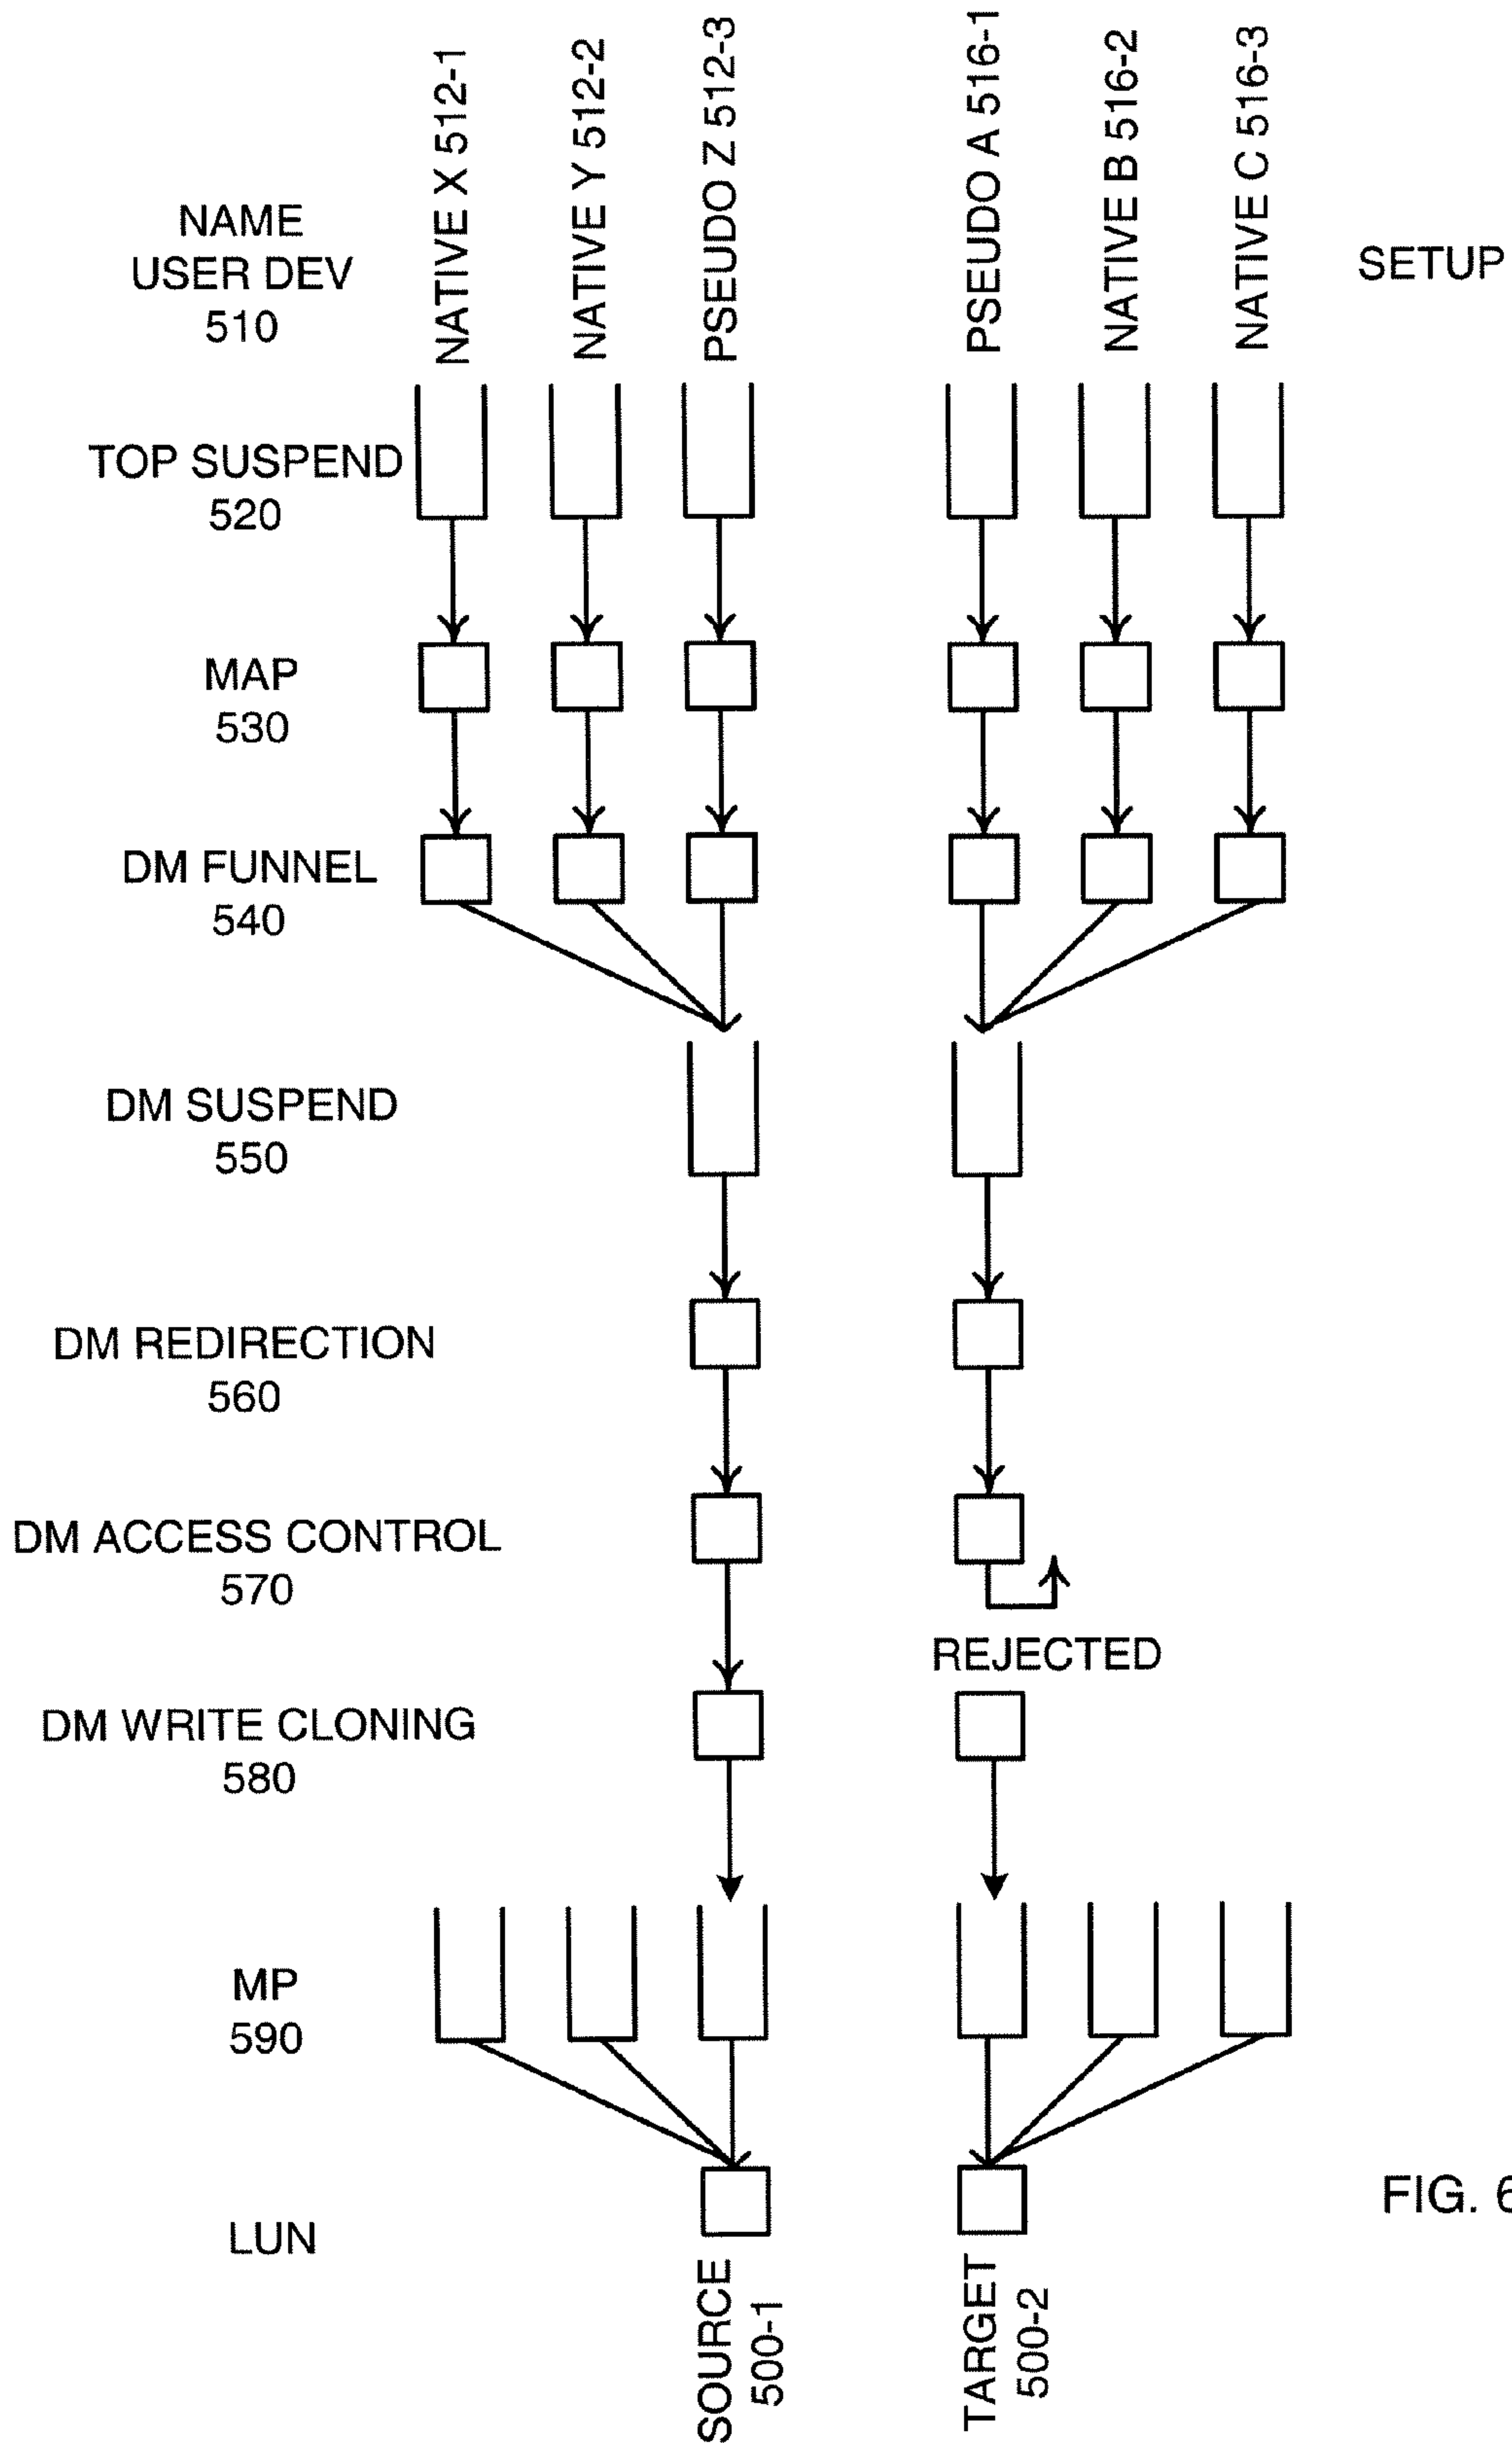 NATIVE X 512-1
NATIVE Y 512-2
PSEUDO Z 512-3
PSEUDO A 516-1
NATIVE B 516-2
NATIVE C 516-3
NAME
USER DEV
510
SETUP
TOP SUSPEND
520
MAP
530
DM FUNNEL
540
DM SUSPEND
550
DM REDIRECTION
560
DM ACCESS CONTROL
570
REJECTED
DM WRITE CLONING
580
MP
590
LUN
FIG. 6
SOURCE
500-1
TARGET
500-2